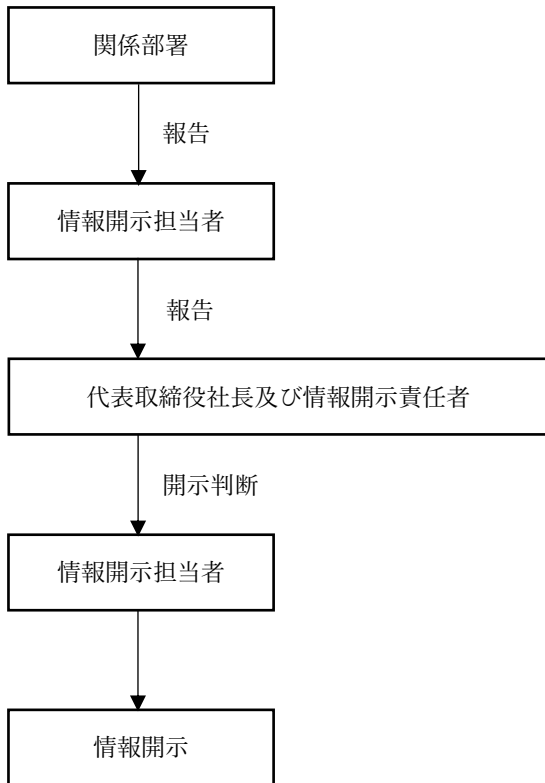 関係部署
報告
情報開示担当者
報告
代表取締役社長及び情報開示責任者
開示判断
情報開示担当者
情報開示